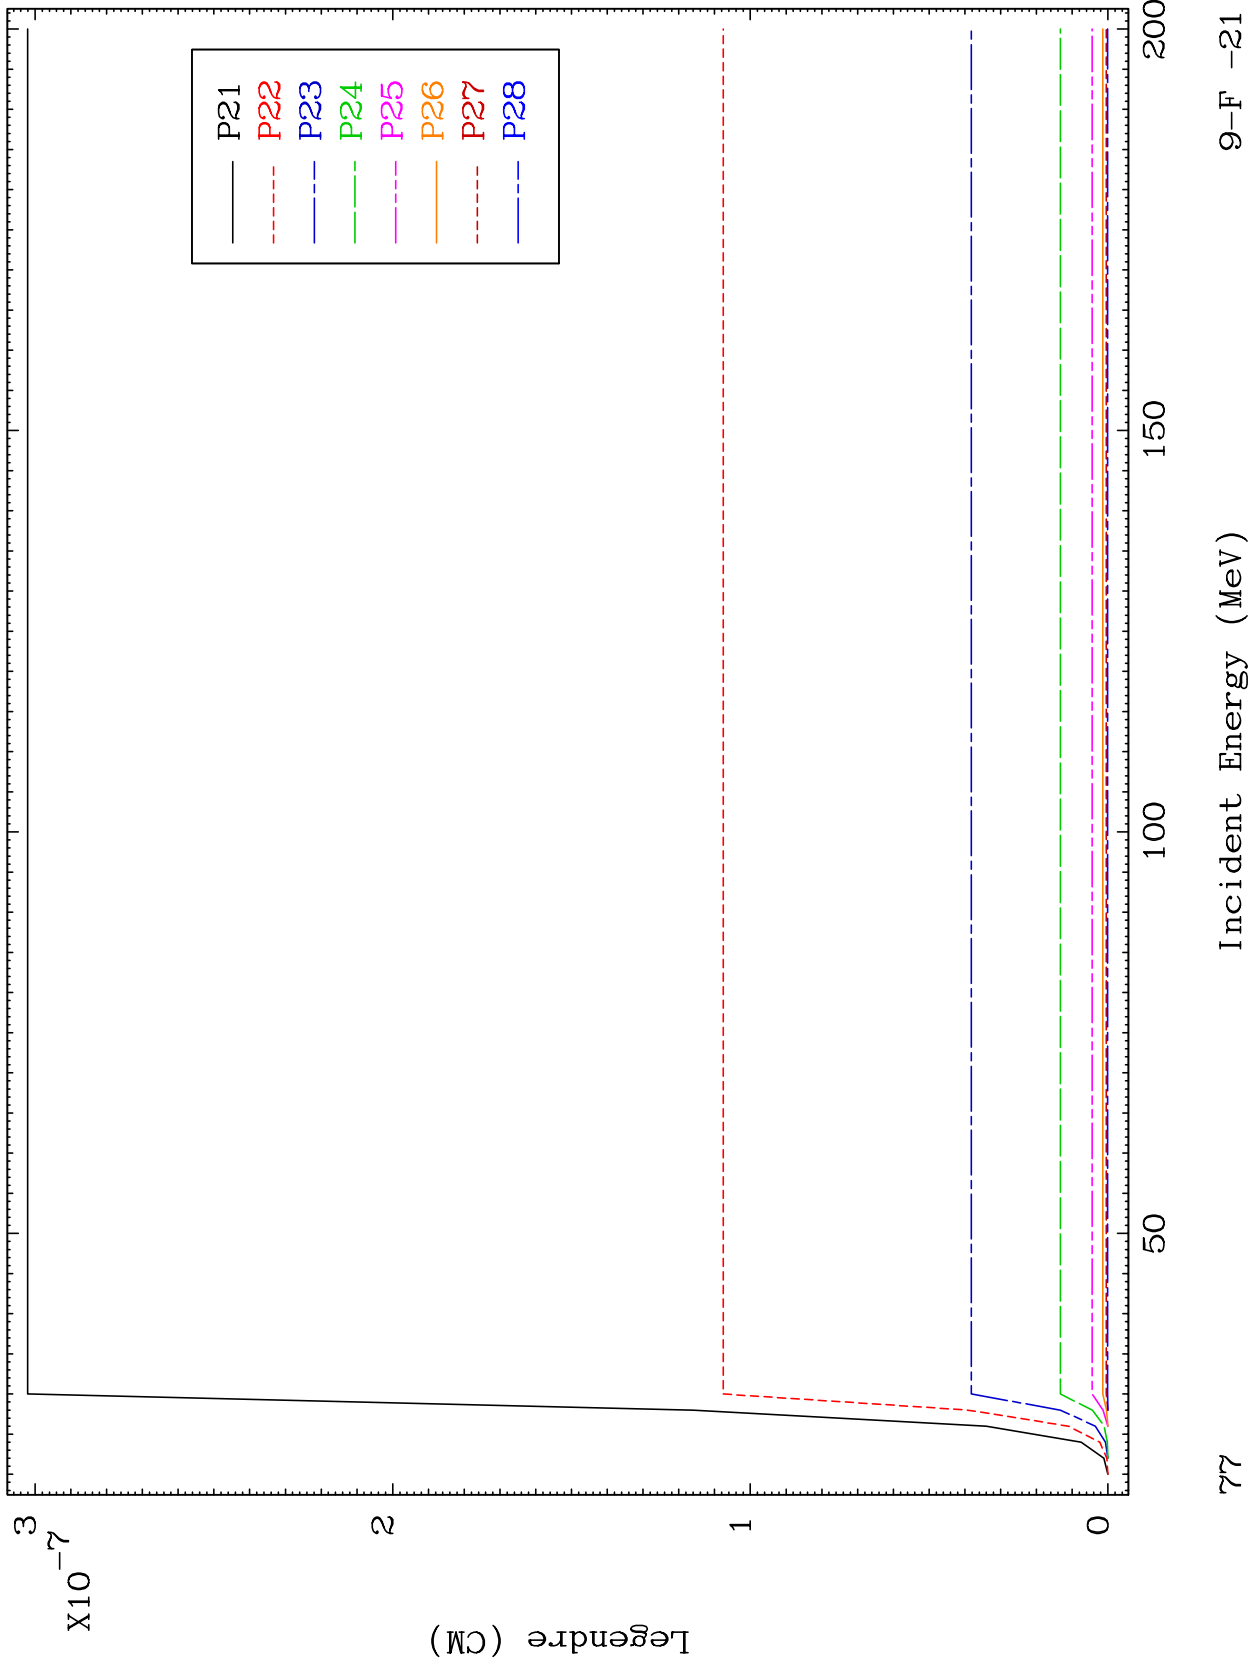 3
2
1
0
X10⁻⁷
Legendre (CM)
P21
P22
P23
P24
P25
P26
P27
P28
50
100
150
200
Incident Energy (MeV)
77
9-F -21